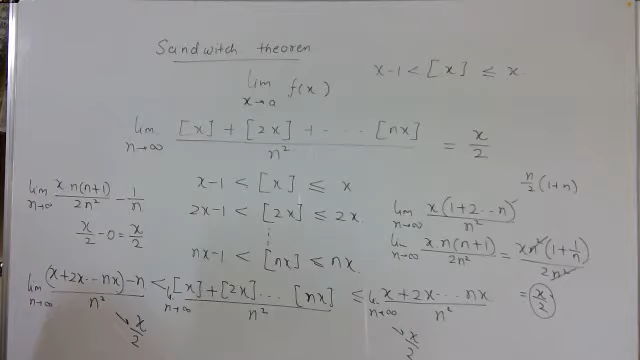 Sandwitch theorem
lim x→a f(x)
x-1 < [x] ≤ x
lim n→∞ [x] + [2x] + ... [nx] / n² = x/2
n/2 (1+n)
x-1 < [x] ≤ x
2x-1 < [2x] ≤ 2x
⋮
nx-1 < [nx] ≤ nx
lim n→∞ x n(n+1) / 2n² - 1/n
x/2 - 0 = x/2
lim n→∞ x(1+2..n) / n²
lim n→∞ x n(n+1) / 2n² = xn²(1+1/n) / 2n²
= x/2
lim n→∞ (x+2x...nx)-n / n² < lim n→∞ [x]+[2x]...[nx] / n² ≤ lim n→∞ x+2x...nx / n²
↘ x/2
↘ x/2